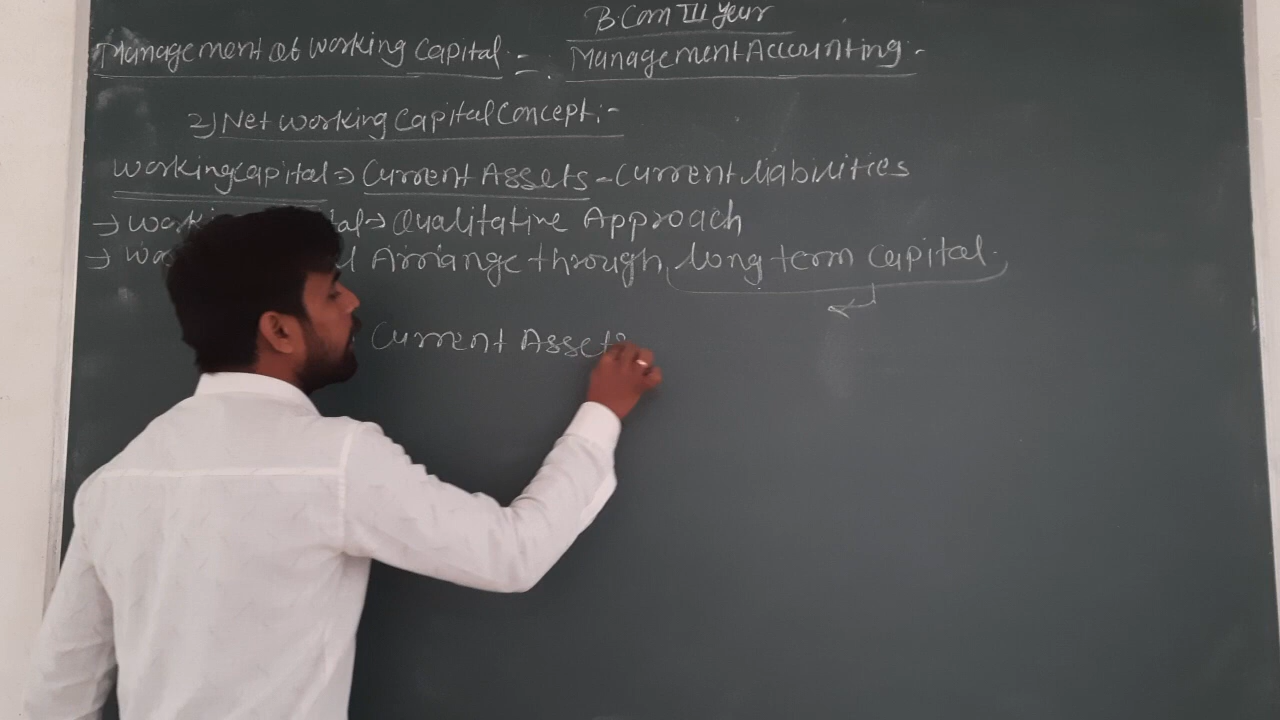 B.Com III Year
Management of Working Capital :- Management Accounting -
2) Net Working Capital Concept :-
Working Capital → Current Assets - Current liabilities
→ → Qualitative Approach
→ Arrange through long term capital.
Current Assets